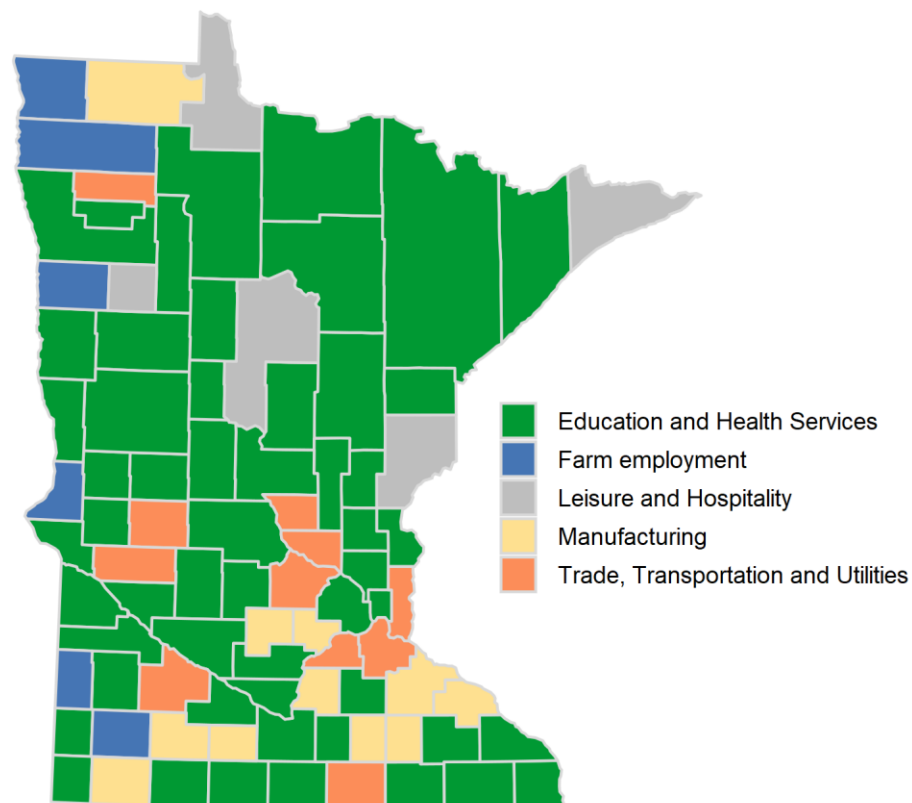 Education and Health Services
Farm employment
Leisure and Hospitality
Manufacturing
Trade, Transportation and Utilities